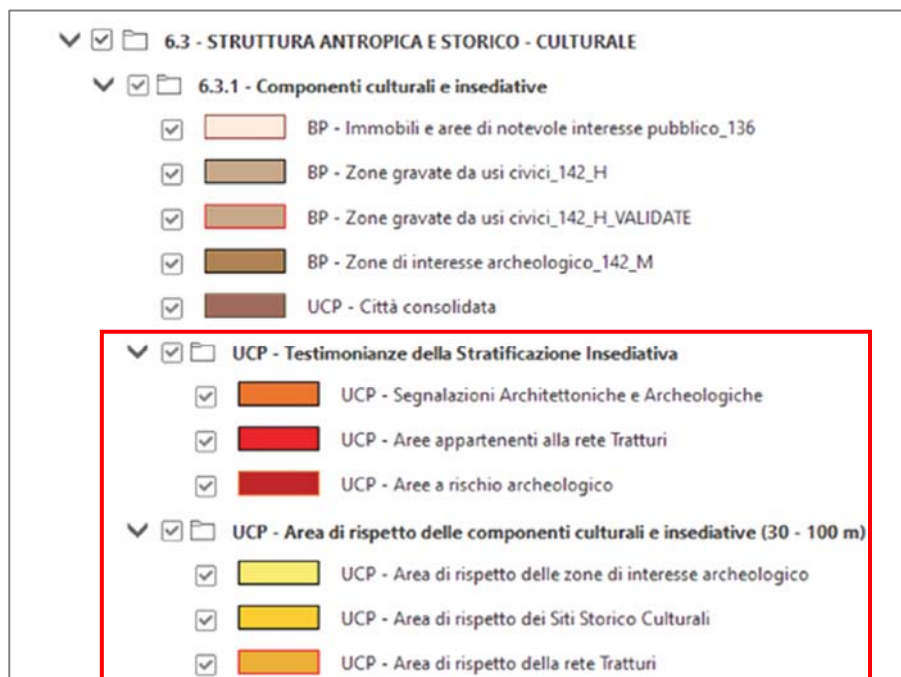 6.3 - STRUTTURA ANTROPICA E STORICO - CULTURALE
6.3.1 - Componenti culturali e insediative
BP - Immobili e aree di notevole interesse pubblico_136
BP - Zone gravate da usi civici_142_H
BP - Zone gravate da usi civici_142_H_VALIDATE
BP - Zone di interesse archeologico_142_M
UCP - Città consolidata
UCP - Testimonianze della Stratificazione Insediativa
UCP - Segnalazioni Architettoniche e Archeologiche
UCP - Aree appartenenti alla rete Tratturi
UCP - Aree a rischio archeologico
UCP - Area di rispetto delle componenti culturali e insediative (30 - 100 m)
UCP - Area di rispetto delle zone di interesse archeologico
UCP - Area di rispetto dei Siti Storico Culturali
UCP - Area di rispetto della rete Tratturi